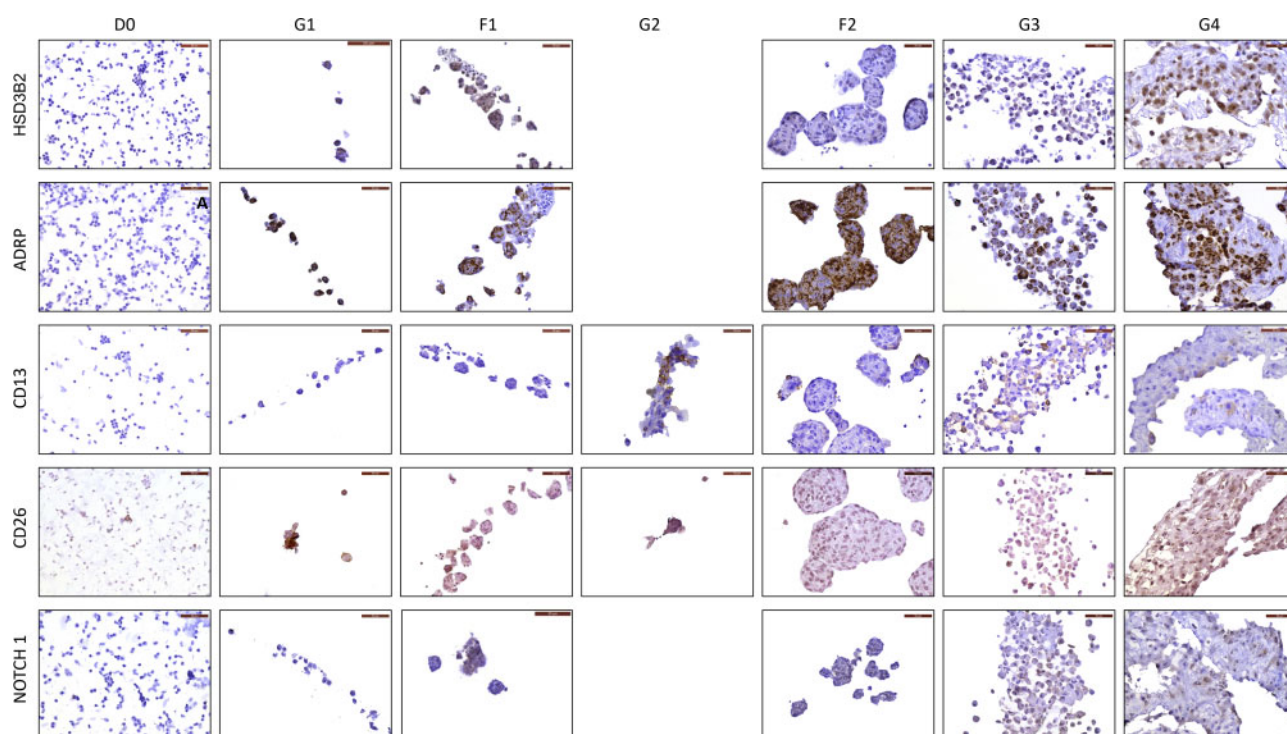 D0 G1 F1 G2 F2 G3 G4
HSD3B2
ADRP
A
CD13
CD26
NOTCH 1